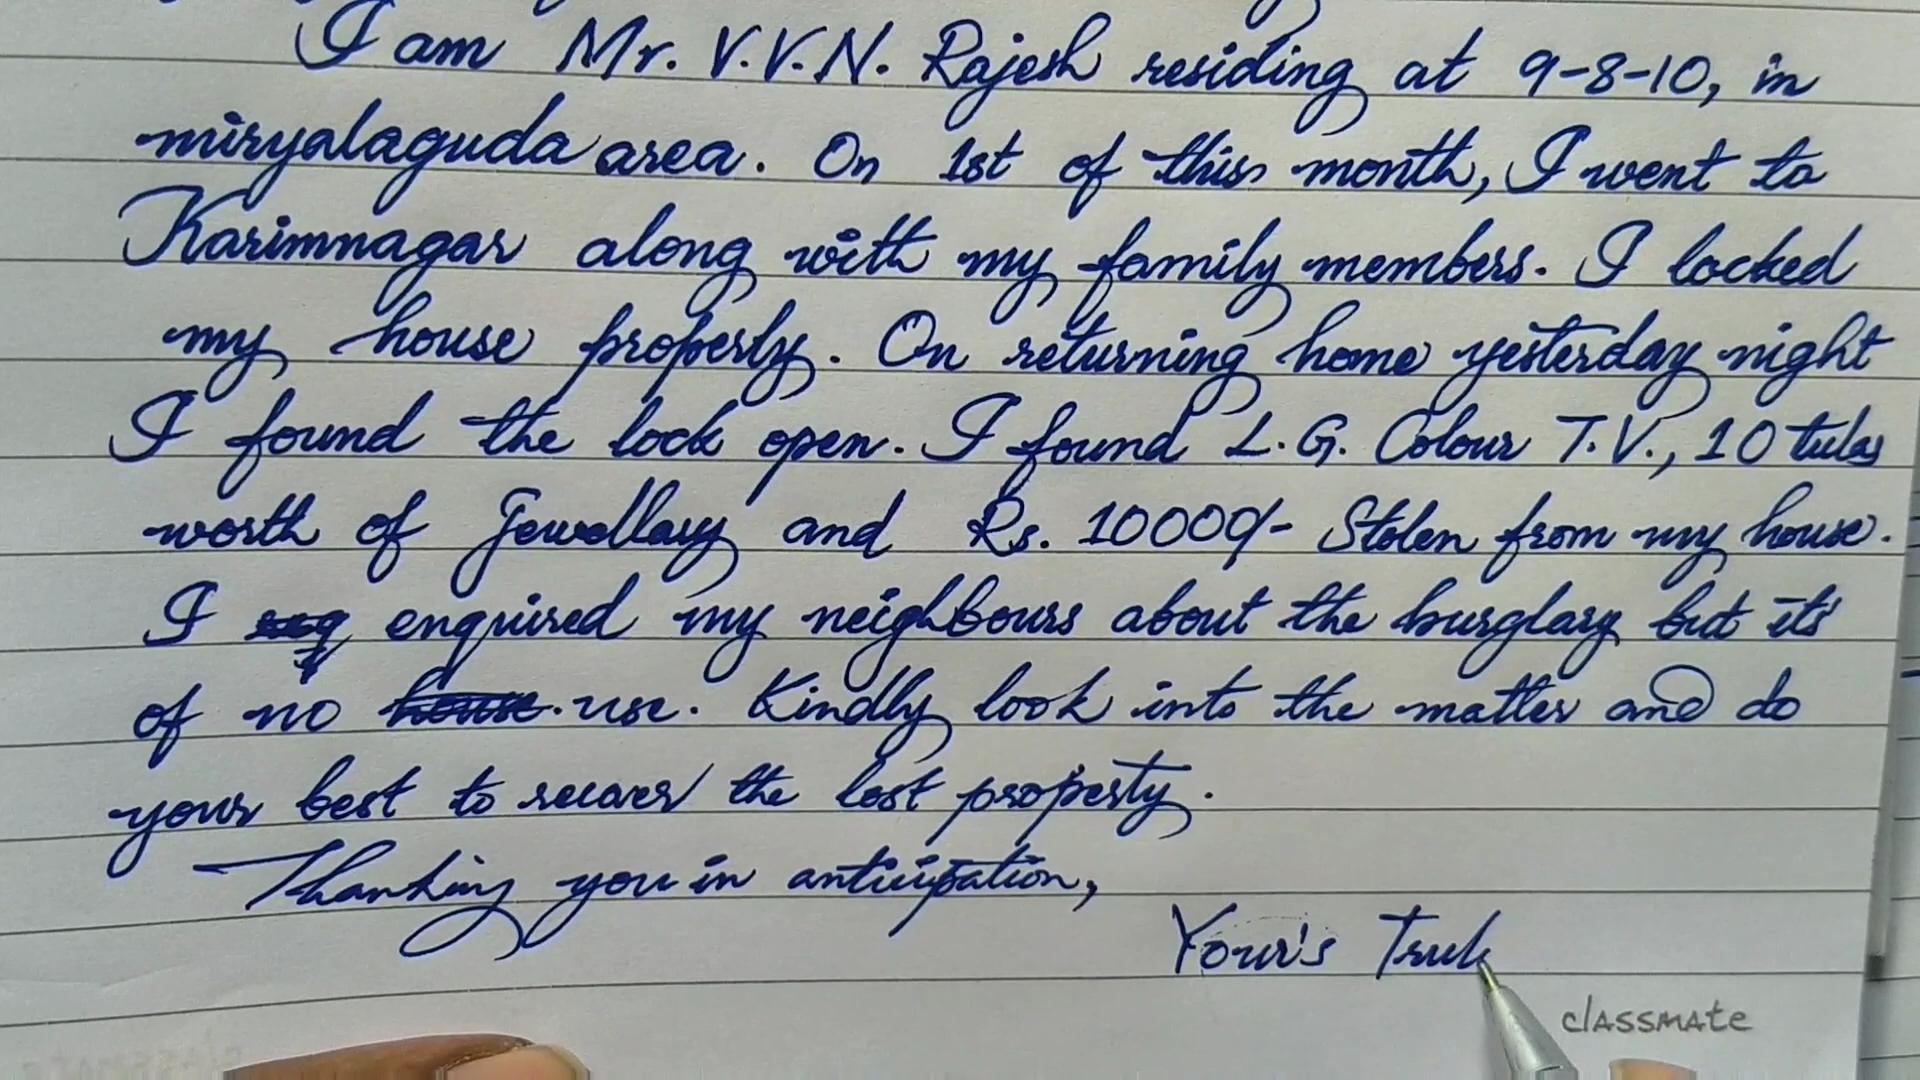 I am Mr. V.V.N. Rajesh residing at 9-8-10, in
miryalaguda area. On 1st of this month, I went to
Karimnagar along with my family members. I locked
my house properly. On returning home yesterday night
I found the lock open. I found L.G. Colour T.V., 10 tulas
worth of Jewellary and Rs. 10000/- Stolen from my house.
I enquired my neighbours about the burglary but its
of no house use. Kindly look into the matter and do
your best to recover the lost property.
Thanking you in anticipation,
Your's Trul
classmate